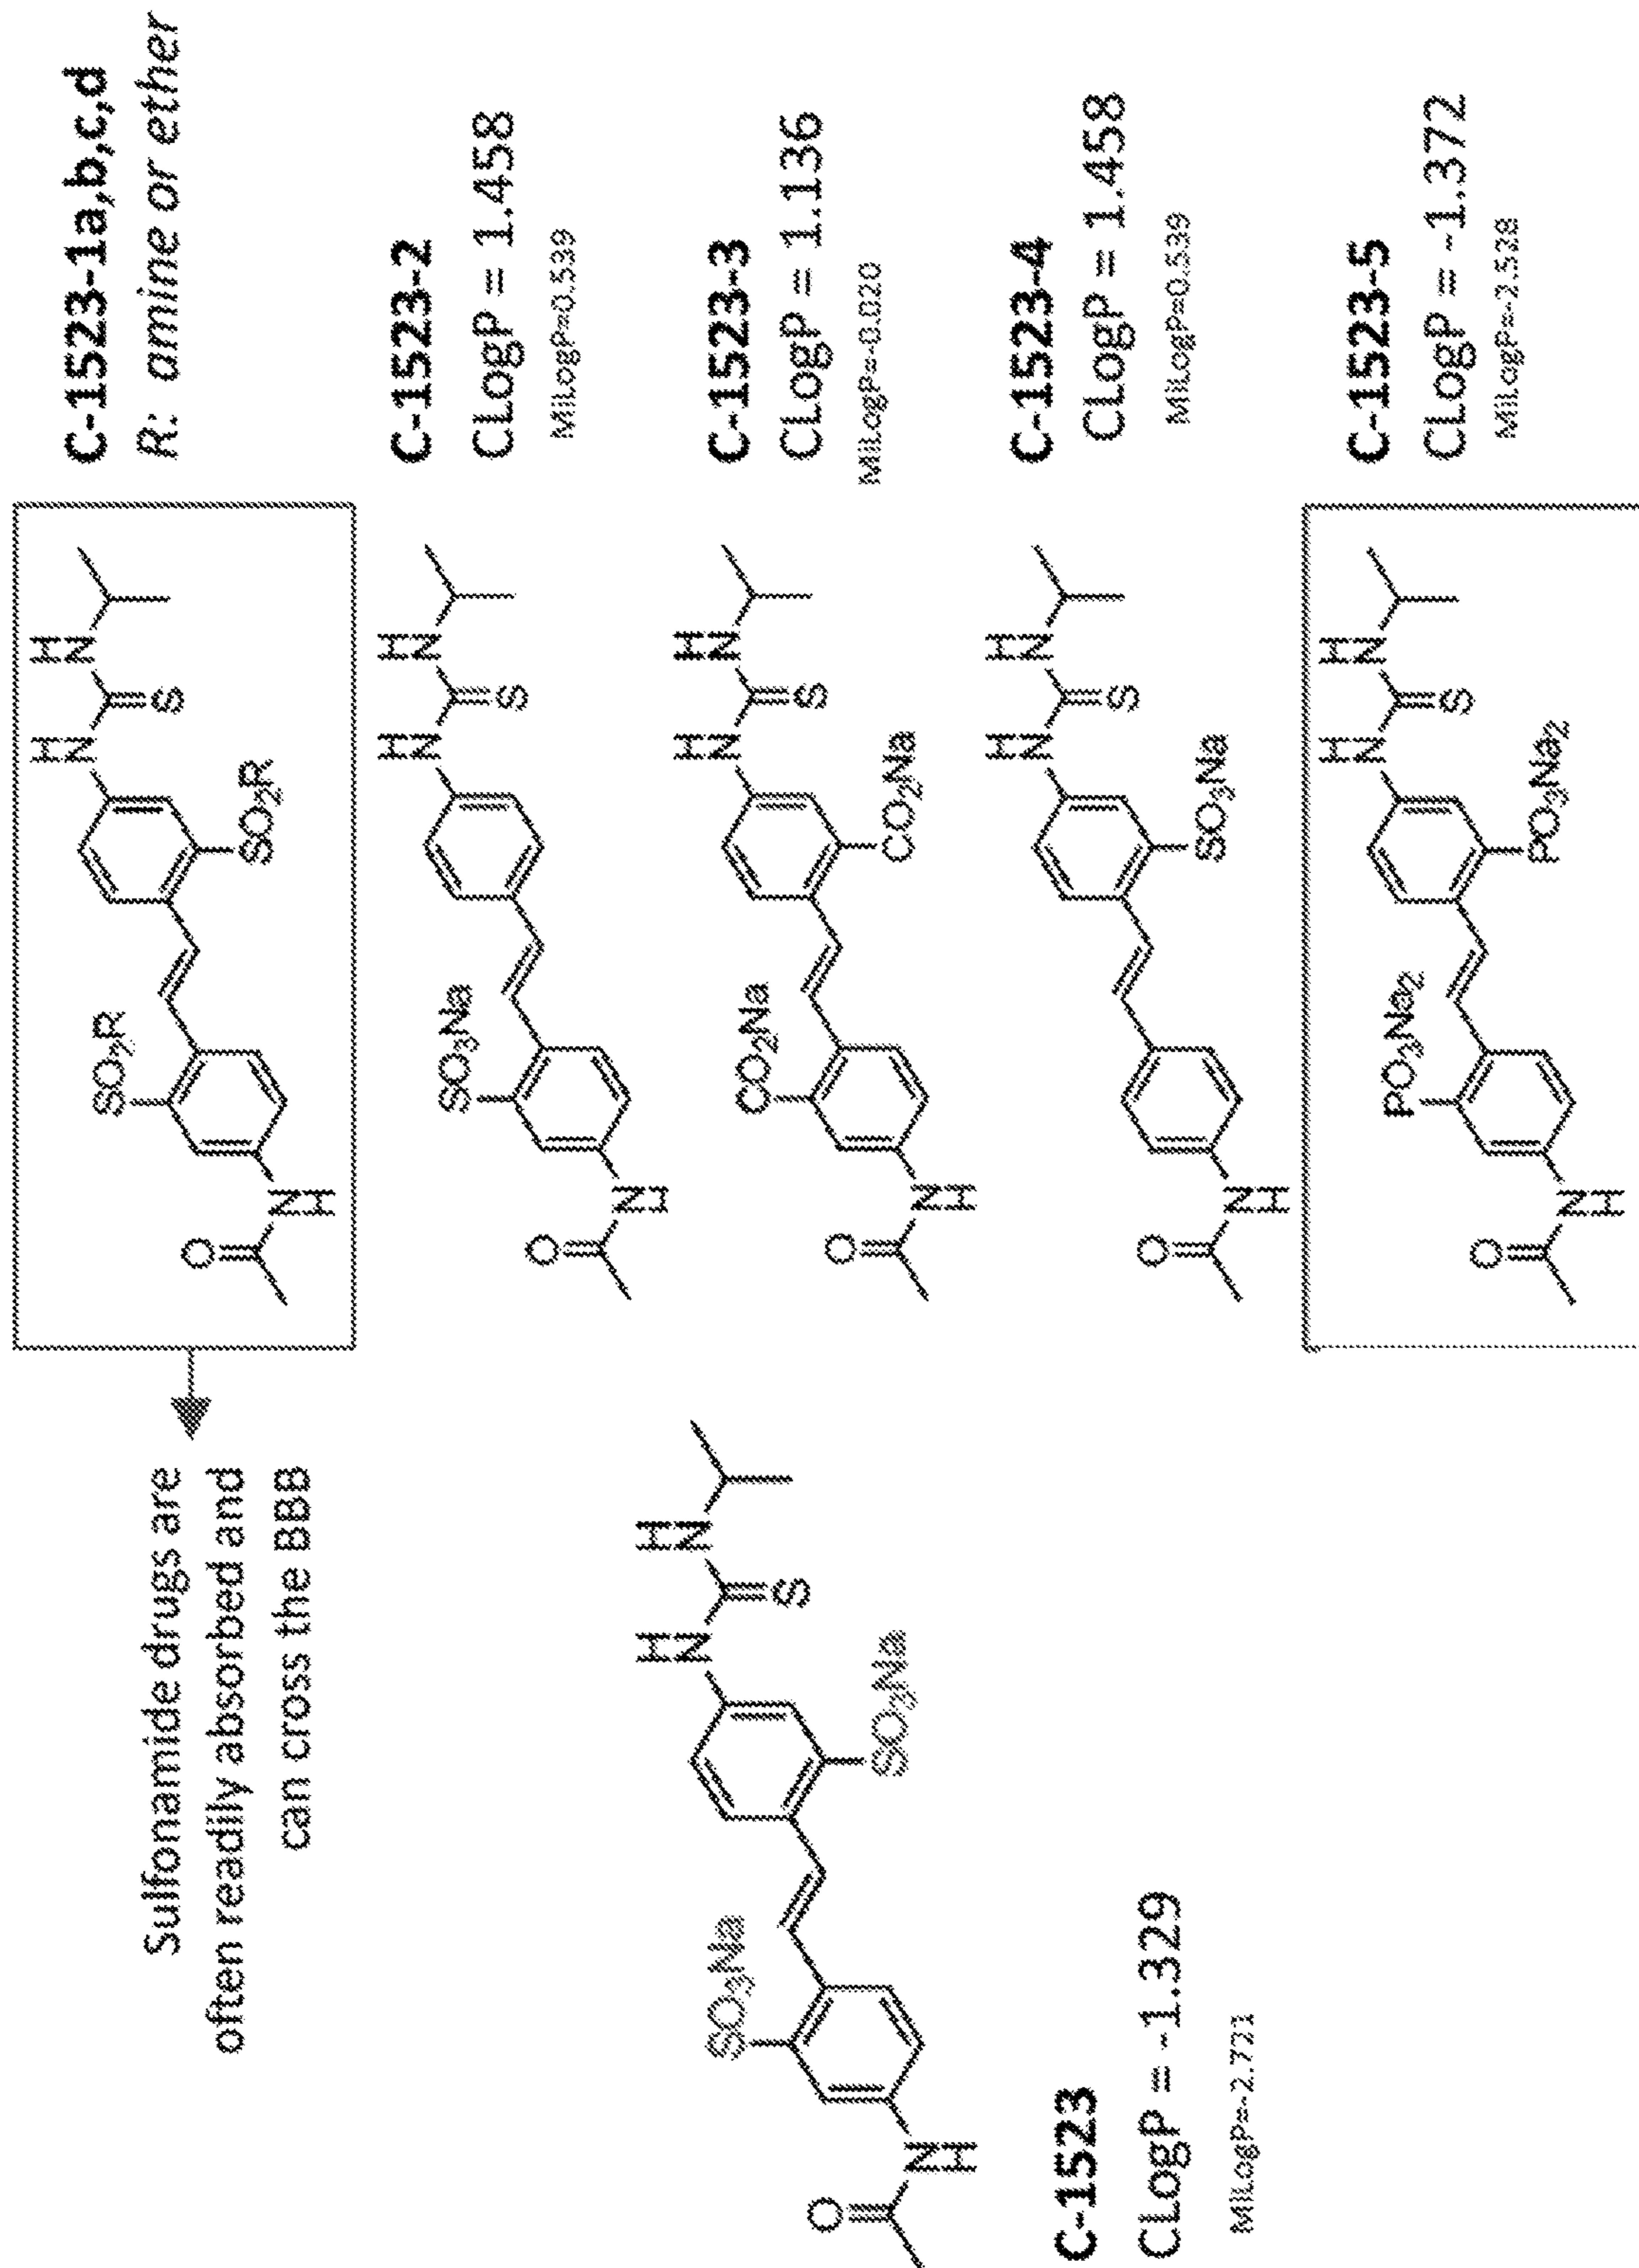 Sulfonamide drugs are
often readily absorbed and
can cross the BBB
H H
N N
SO₃Na
S
O
SO₃Na
N
H
C-1523
CLogP = -1.329
MiLogP=-2.721
H H
N N
SO₂R
S
O
SO₂R
N
H
C-1523-1a,b,c,d
R: amine or ether
H H
N N
SO₃Na
S
O
N
H
C-1523-2
CLogP = 1.458
MiLogP=0.539
H H
N N
CO₂Na
S
O
CO₂Na
N
H
C-1523-3
CLogP = 1.136
MiLogP=-0.020
H H
N N
S
O
SO₃Na
N
H
C-1523-4
CLogP = 1.458
MiLogP=0.539
H H
N N
PO₃Na₂
S
O
PO₃Na₂
N
H
C-1523-5
CLogP = -1.372
MiLogP=-2.528